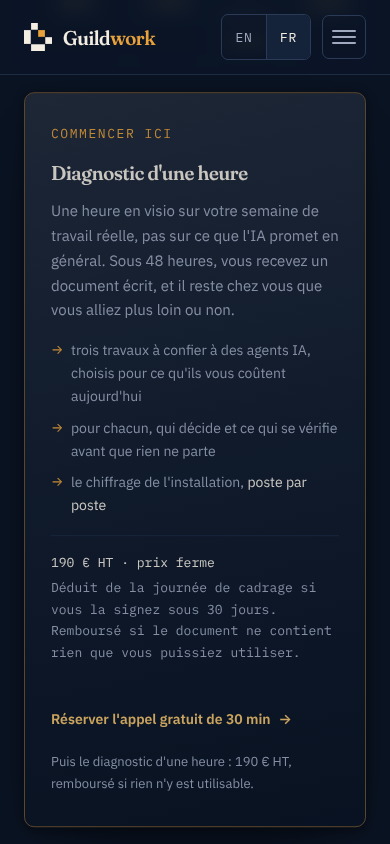 Guildwork
EN
FR
COMMENCER ICI
Diagnostic d'une heure
Une heure en visio sur votre semaine de
travail réelle, pas sur ce que l'IA promet en
général. Sous 48 heures, vous recevez un
document écrit, et il reste chez vous que
vous alliez plus loin ou non.
→ trois travaux à confier à des agents IA,
choisis pour ce qu'ils vous coûtent
aujourd'hui
→ pour chacun, qui décide et ce qui se vérifie
avant que rien ne parte
→ le chiffrage de l'installation, poste par
poste
190 € HT · prix ferme
Déduit de la journée de cadrage si
vous la signez sous 30 jours.
Remboursé si le document ne contient
rien que vous puissiez utiliser.
Réserver l'appel gratuit de 30 min →
Puis le diagnostic d'une heure : 190 € HT,
remboursé si rien n'y est utilisable.